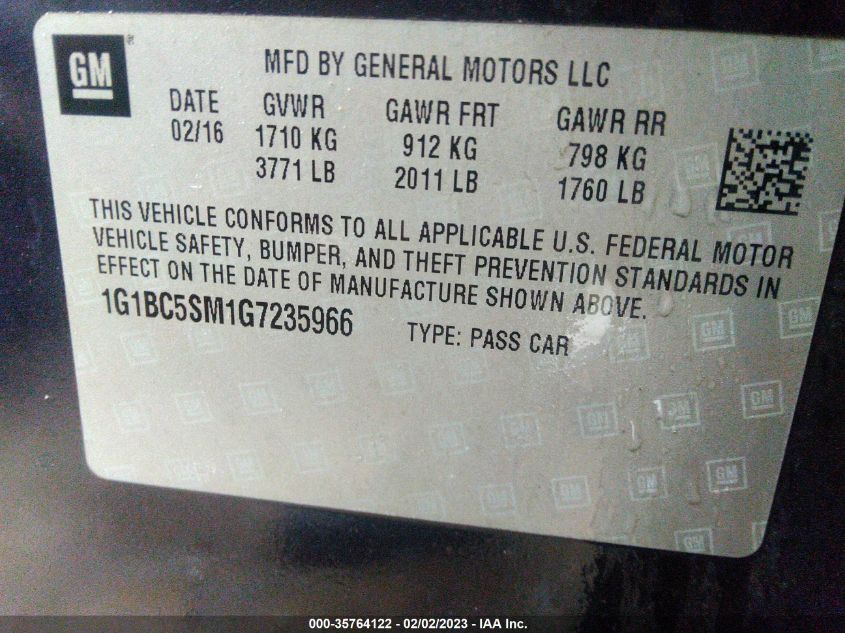 GM
MFD BY GENERAL MOTORS LLC
DATE GVWR GAWR FRT GAWR RR
02/16 1710 KG 912 KG 798 KG
3771 LB 2011 LB 1760 LB
THIS VEHICLE CONFORMS TO ALL APPLICABLE U.S. FEDERAL MOTOR
VEHICLE SAFETY, BUMPER, AND THEFT PREVENTION STANDARDS IN
EFFECT ON THE DATE OF MANUFACTURE SHOWN ABOVE.
1G1BC5SM1G7235966 TYPE: PASS CAR
000-35764122 - 02/02/2023 - IAA Inc.